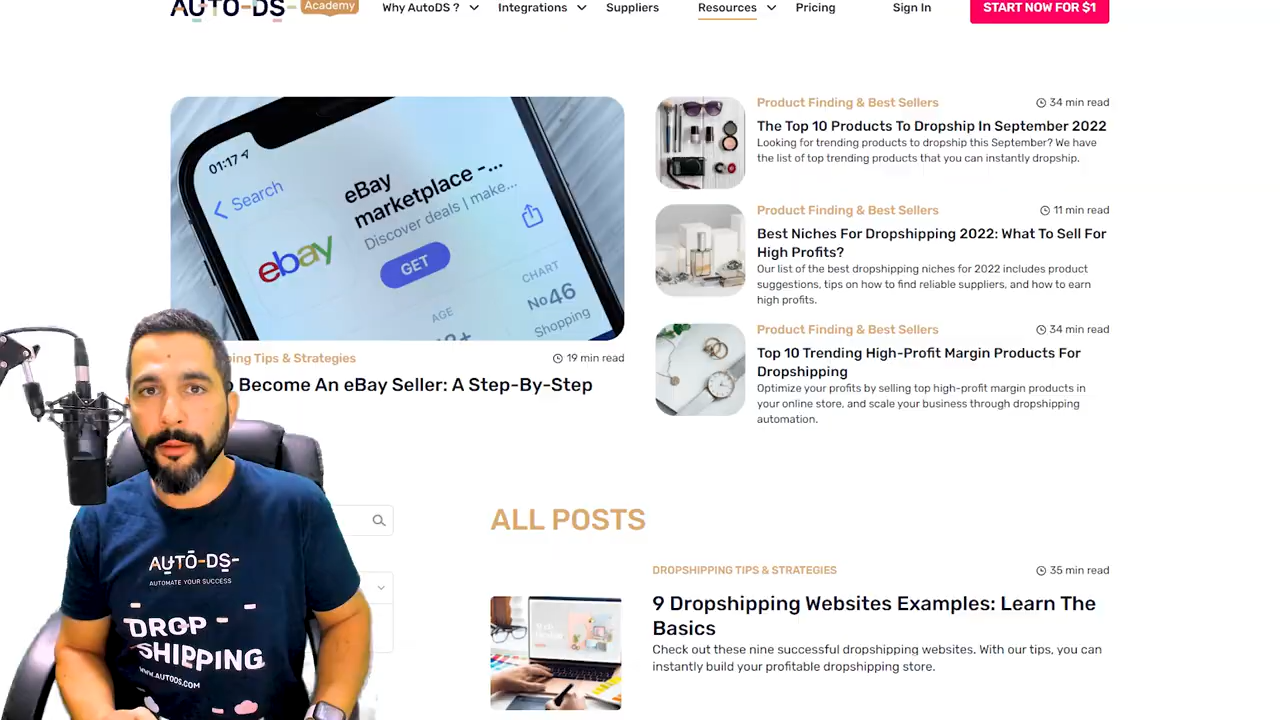 AUTO-DS-
Academy
Why AutoDS ?
Integrations
Suppliers
Resources
Pricing
Sign In
START NOW FOR $1
01:17
Search
eBay
marketplace -...
Discover deals | make...
ebay
GET
AGE
CHART
No46
Shopping
ping Tips & Strategies
19 min read
o Become An eBay Seller: A Step-By-Step
Product Finding & Best Sellers
34 min read
The Top 10 Products To Dropship In September 2022
Looking for trending products to dropship this September? We have
the list of top trending products that you can instantly dropship.
Product Finding & Best Sellers
11 min read
Best Niches For Dropshipping 2022: What To Sell For
High Profits?
Our list of the best dropshipping niches for 2022 includes product
suggestions, tips on how to find reliable suppliers, and how to earn
high profits.
Product Finding & Best Sellers
34 min read
Top 10 Trending High-Profit Margin Products For
Dropshipping
Optimize your profits by selling top high-profit margin products in
your online store, and scale your business through dropshipping
automation.
ALL POSTS
DROPSHIPPING TIPS & STRATEGIES
35 min read
9 Dropshipping Websites Examples: Learn The
Basics
Check out these nine successful dropshipping websites. With our tips, you can
instantly build your profitable dropshipping store.
AUTO-DS-
AUTOMATE YOUR SUCCESS
DROP-
SHIPPING
WWW.AUTODS.COM